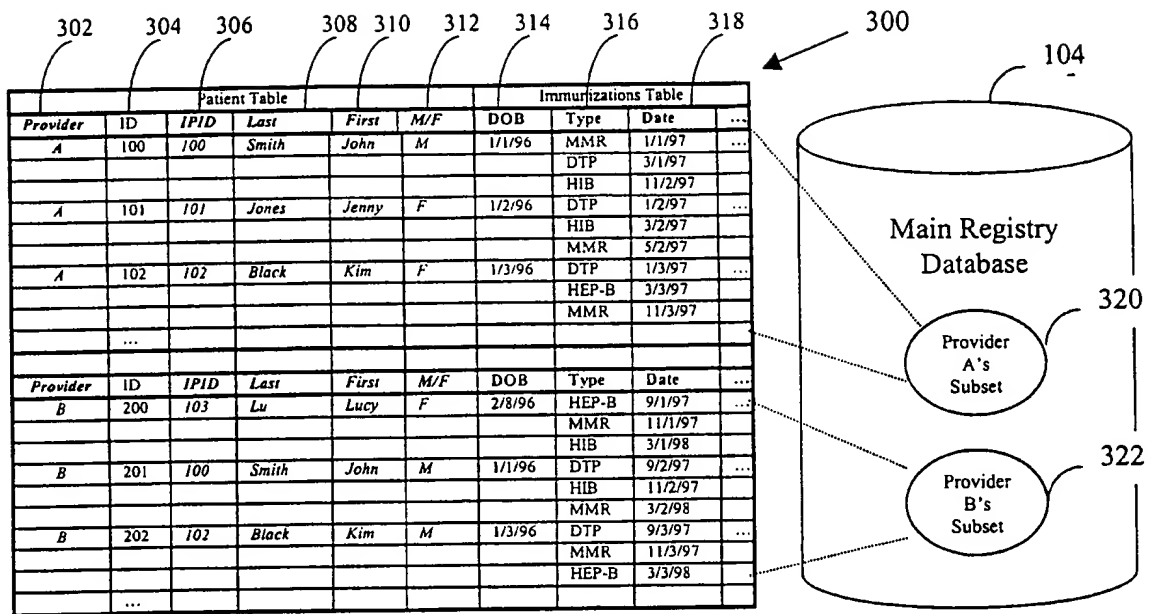 302 304 306 308 310 312 314 316 318 300
104
Patient Table Immunizations Table
Provider ID IPID Last First M/F DOB Type Date ...
A 100 100 Smith John M 1/1/96 MMR 1/1/97 ...
DTP 3/1/97
HIB 11/2/97
A 101 101 Jones Jenny F 1/2/96 DTP 1/2/97 ...
HIB 3/2/97
MMR 5/2/97
A 102 102 Black Kim F 1/3/96 DTP 1/3/97 ...
HEP-B 3/3/97
MMR 11/3/97
...
Provider ID IPID Last First M/F DOB Type Date ...
B 200 103 Lu Lucy F 2/8/96 HEP-B 9/1/97 ...
MMR 11/1/97
HIB 3/1/98
B 201 100 Smith John M 1/1/96 DTP 9/2/97 ...
HIB 11/2/97
MMR 3/2/98
B 202 102 Black Kim M 1/3/96 DTP 9/3/97 ...
MMR 11/3/97
HEP-B 3/3/98
...
Main Registry
Database
320
Provider
A's
Subset
322
Provider
B's
Subset